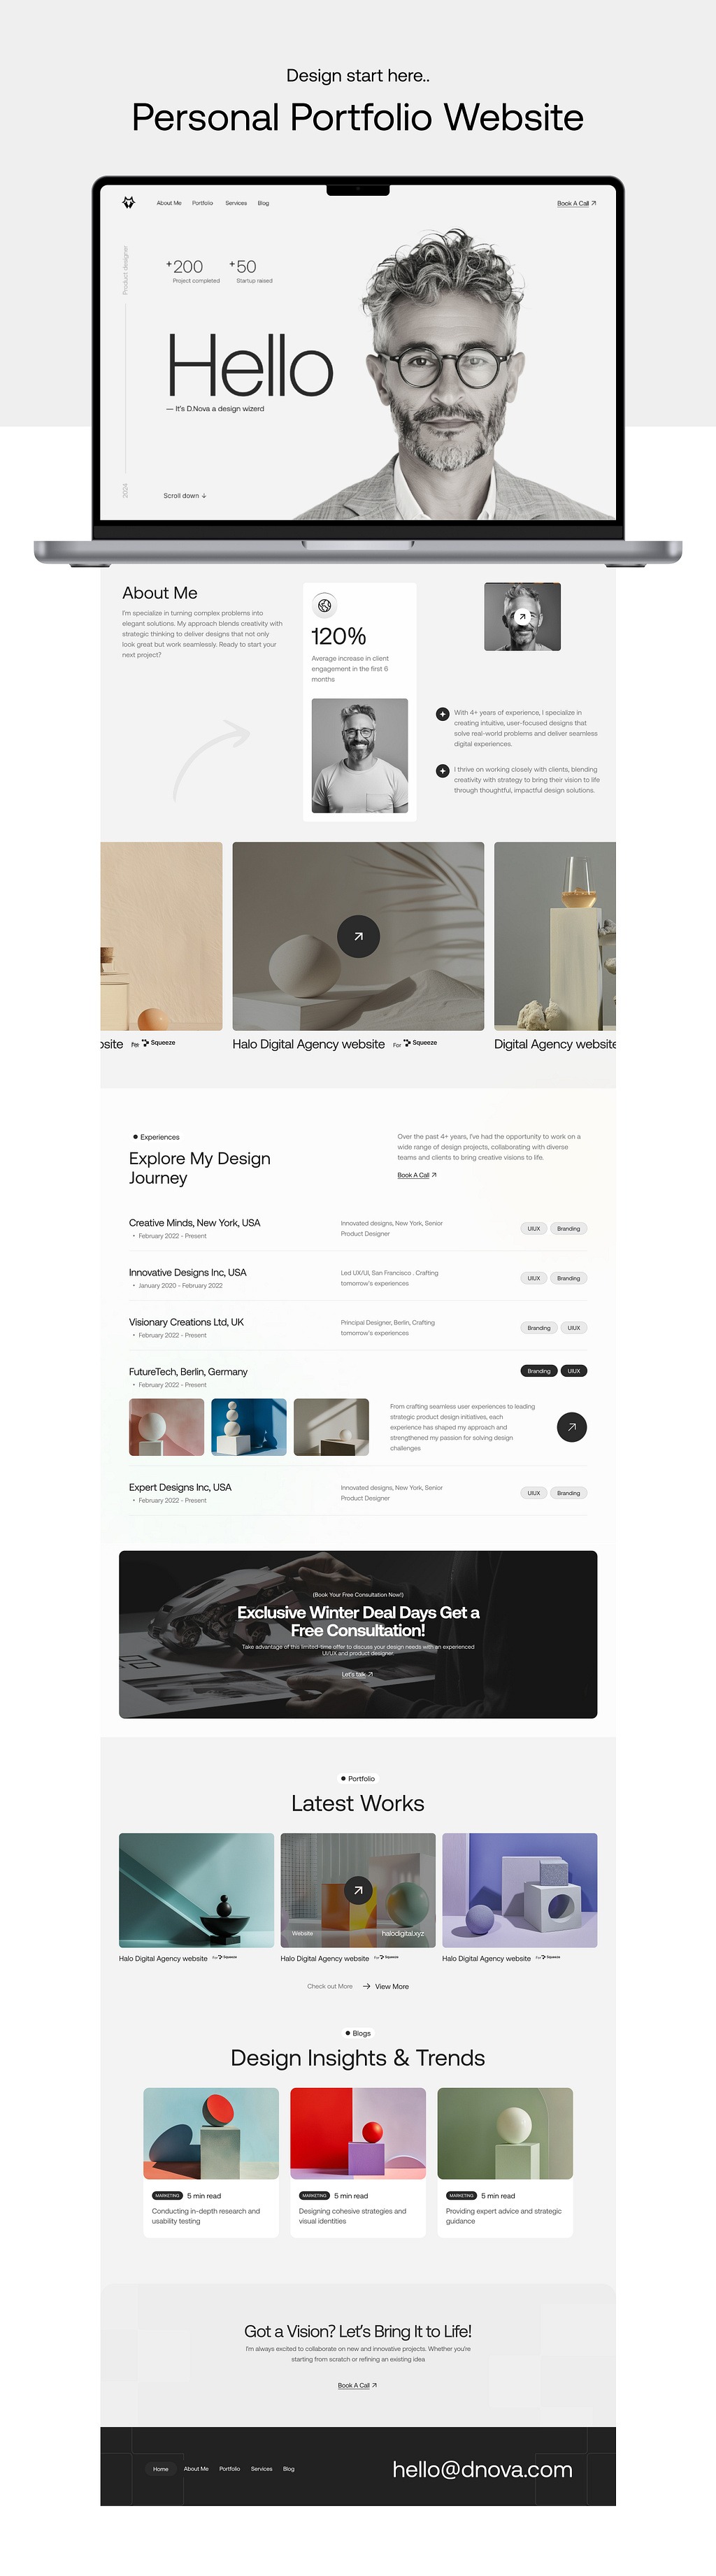 Design start here..
Personal Portfolio Website
About Me
Portfolio
Services
Blog
Book A Call
Product designer
2024
+200
Project completed
+50
Startup raised
Hello
— It's D.Nova a design wizerd
Scroll down ↓
About Me
I'm specialize in turning complex problems into
elegant solutions. My approach blends creativity with
strategic thinking to deliver designs that not only
look great but work seamlessly. Ready to start your
next project?
120%
Average increase in client
engagement in the first 6
months
With 4+ years of experience, I specialize in
creating intuitive, user-focused designs that
solve real-world problems and deliver seamless
digital experiences.
I thrive on working closely with clients, blending
creativity with strategy to bring their vision to life
through thoughtful, impactful design solutions.
bsite
For Squeeze
Halo Digital Agency website
For Squeeze
Digital Agency website
Experiences
Explore My Design
Journey
Over the past 4+ years, I've had the opportunity to work on a
wide range of design projects, collaborating with diverse
teams and clients to bring creative visions to life.
Book A Call
Creative Minds, New York, USA
• February 2022 - Present
Innovated designs, New York, Senior
Product Designer
UIUX
Branding
Innovative Designs Inc, USA
• January 2020 - February 2022
Led UX/UI, San Francisco . Crafting
tomorrow's experiences
UIUX
Branding
Visionary Creations Ltd, UK
• February 2022 - Present
Principal Designer, Berlin, Crafting
tomorrow's experiences
Branding
UIUX
FutureTech, Berlin, Germany
• February 2022 - Present
Branding
UIUX
From crafting seamless user experiences to leading
strategic product design initiatives, each
experience has shaped my approach and
strengthened my passion for solving design
challenges
Expert Designs Inc, USA
• February 2022 - Present
Innovated designs, New York, Senior
Product Designer
UIUX
Branding
(Book Your Free Consultation Now!)
Exclusive Winter Deal Days Get a
Free Consultation!
Take advantage of this limited-time offer to discuss your design needs with an experienced
UI/UX and product designer.
Let's talk
Portfolio
Latest Works
Website
halodigital.xyz
Halo Digital Agency website
For Squeeze
Halo Digital Agency website
For Squeeze
Halo Digital Agency website
For Squeeze
Check out More
→ View More
Blogs
Design Insights & Trends
MARKETING
5 min read
Conducting in-depth research and
usability testing
MARKETING
5 min read
Designing cohesive strategies and
visual identities
MARKETING
5 min read
Providing expert advice and strategic
guidance
Got a Vision? Let's Bring It to Life!
I'm always excited to collaborate on new and innovative projects. Whether you're
starting from scratch or refining an existing idea
Book A Call
Home
About Me
Portfolio
Services
Blog
hello@dnova.com